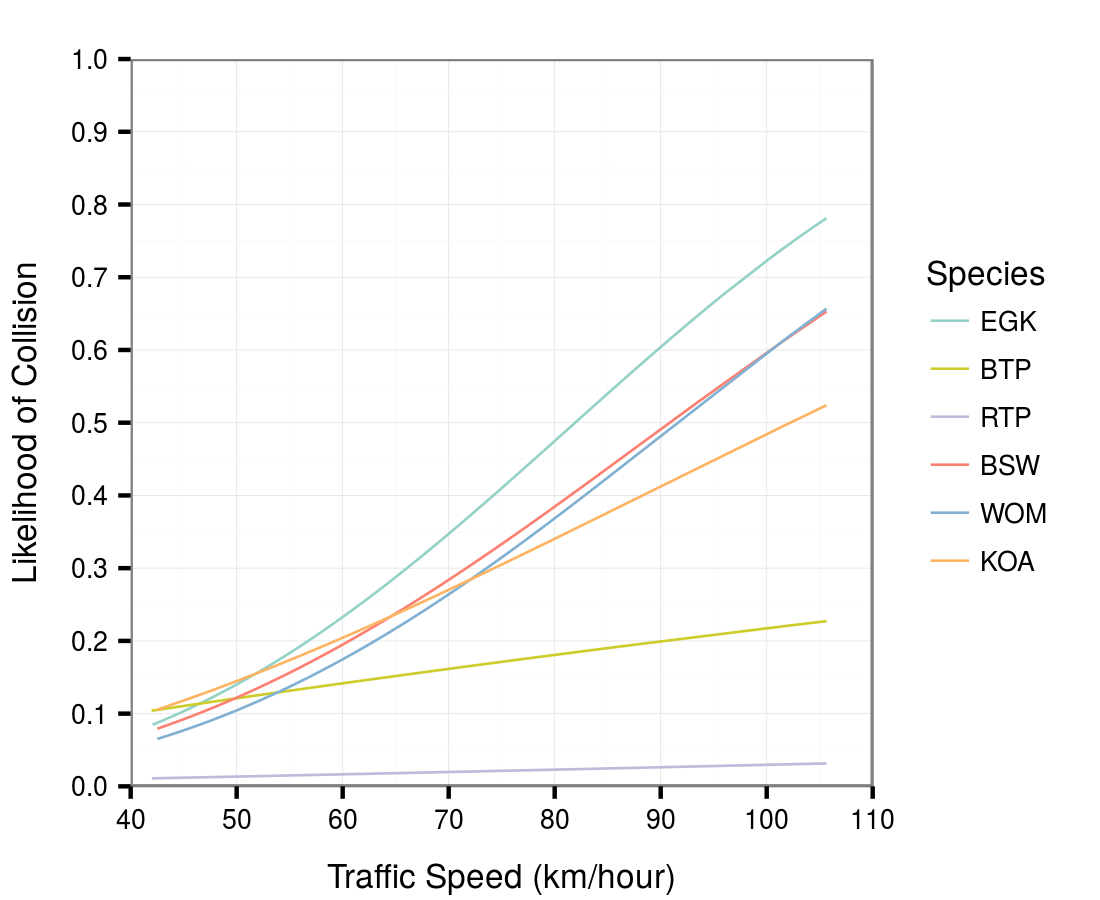 1.0
0.9
0.8
0.7
0.6
0.5
0.4
0.3
0.2
0.1
0.0
40 50 60 70 80 90 100 110
Likelihood of Collision
Traffic Speed (km/hour)
Species
EGK
BTP
RTP
BSW
WOM
KOA